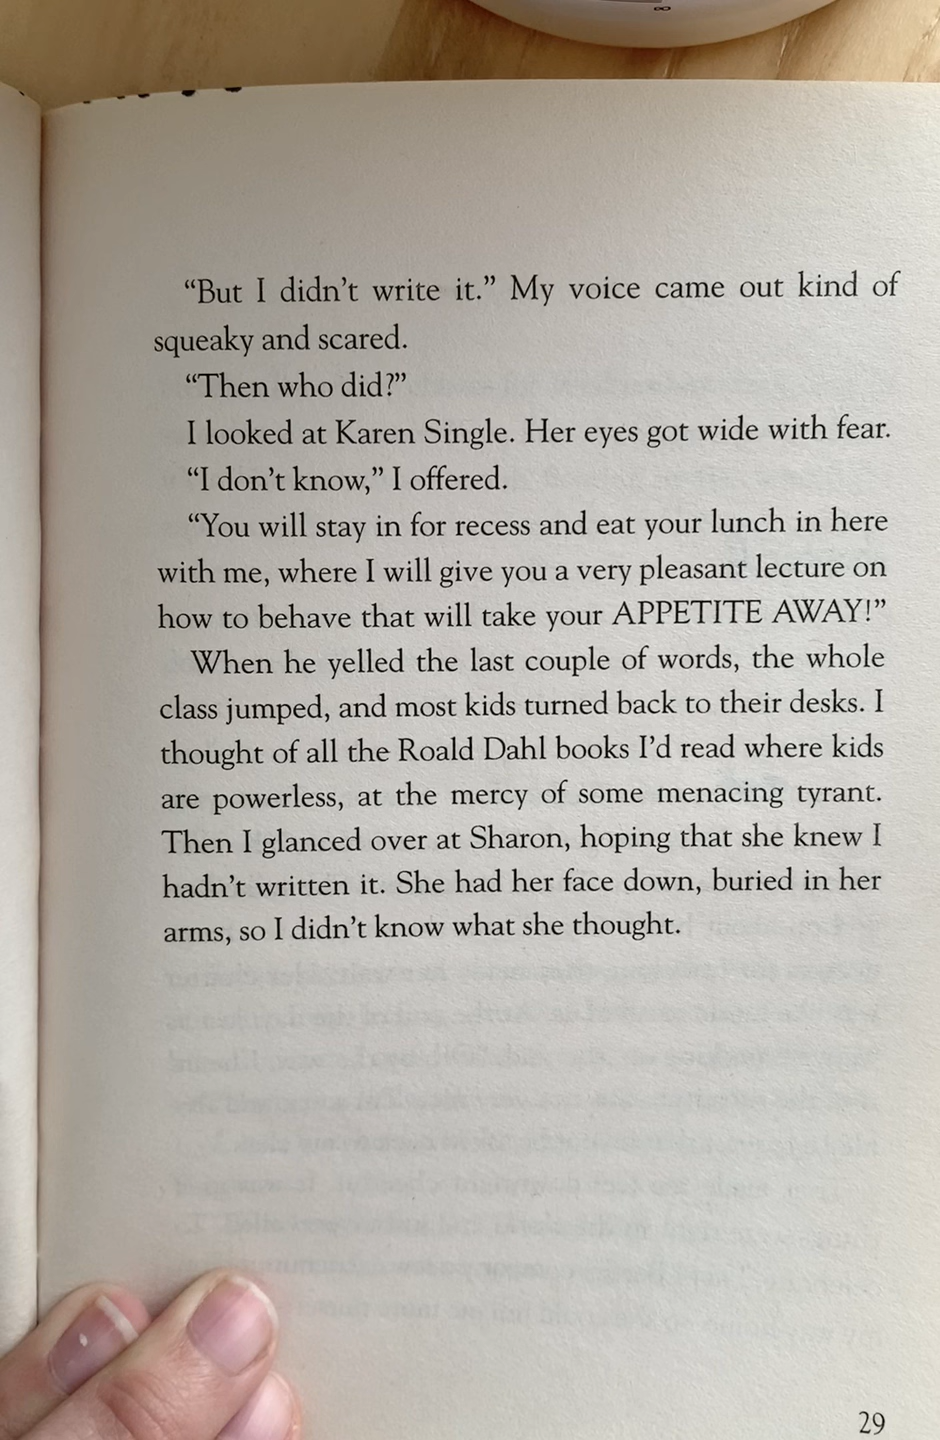 “But I didn’t write it.” My voice came out kind of
squeaky and scared.
“Then who did?”
I looked at Karen Single. Her eyes got wide with fear.
“I don’t know,” I offered.
“You will stay in for recess and eat your lunch in here
with me, where I will give you a very pleasant lecture on
how to behave that will take your APPETITE AWAY!”
When he yelled the last couple of words, the whole
class jumped, and most kids turned back to their desks. I
thought of all the Roald Dahl books I’d read where kids
are powerless, at the mercy of some menacing tyrant.
Then I glanced over at Sharon, hoping that she knew I
hadn’t written it. She had her face down, buried in her
arms, so I didn’t know what she thought.
29